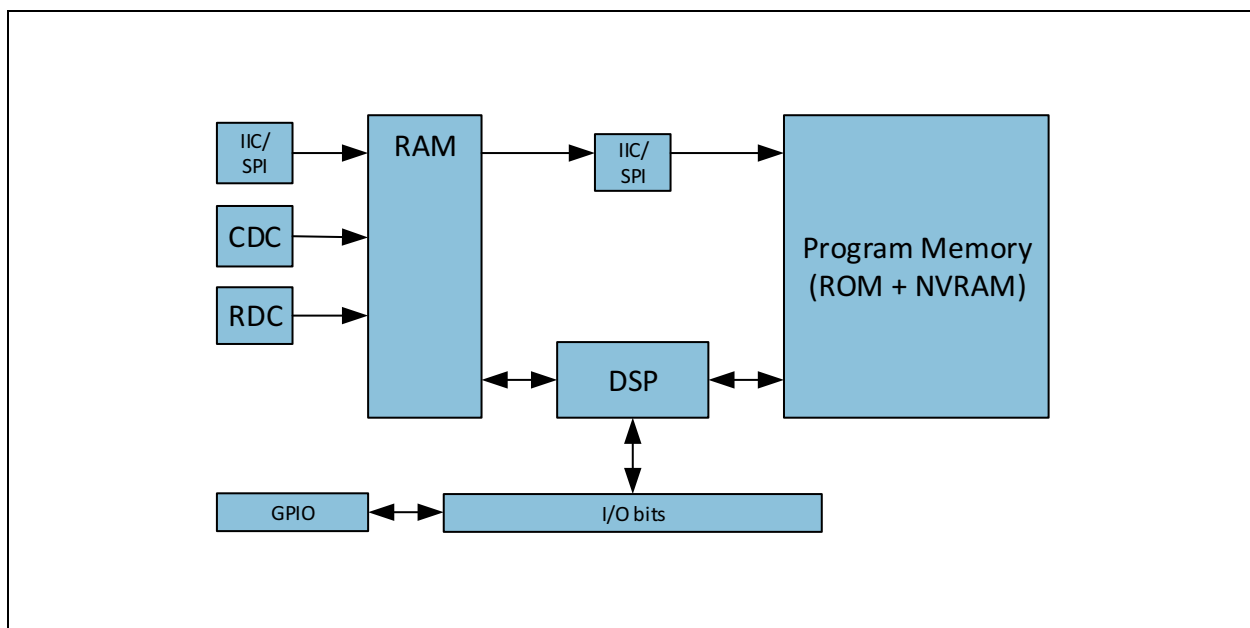 IIC/
SPI
RAM
IIC/
SPI
CDC
RDC
Program Memory
(ROM + NVRAM)
DSP
GPIO
I/O bits